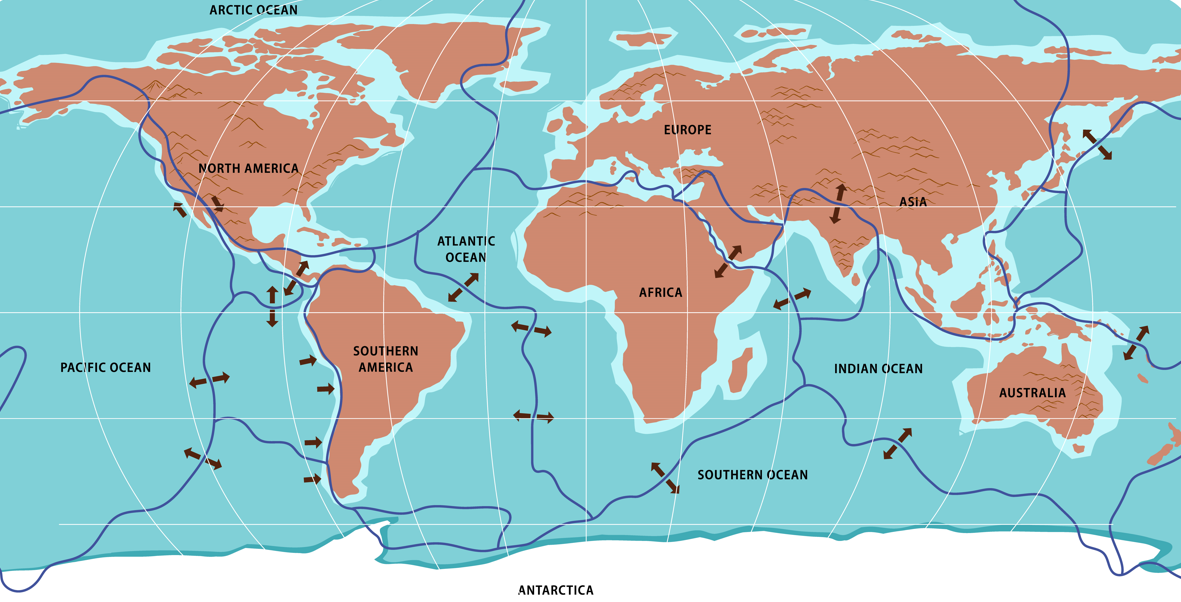 ARCTIC OCEAN
EUROPE
NORTH AMERICA
ASiA
ATLANTIC
OCEAN
AFRICA
SOUTHERN
AMERICA
PACIFIC OCEAN
INDIAN OCEAN
AUSTRALIA
SOUTHERN OCEAN
ANTARCTICA